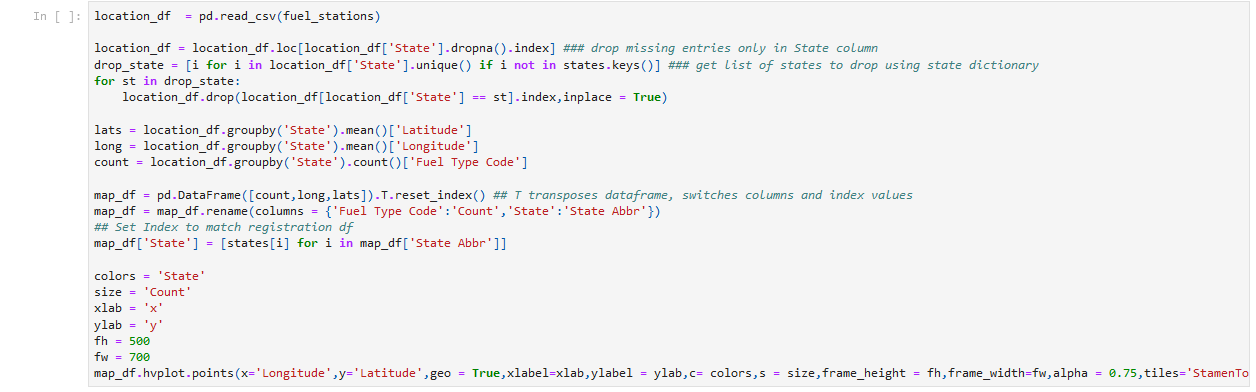 In [ ]:
location_df  = pd.read_csv(fuel_stations)
location_df = location_df.loc[location_df['State'].dropna().index] ### drop missing entries only in State column
drop_state = [i for i in location_df['State'].unique() if i not in states.keys()] ### get list of states to drop using state dictionary
for st in drop_state:
    location_df.drop(location_df[location_df['State'] == st].index,inplace = True)
lats = location_df.groupby('State').mean()['Latitude']
long = location_df.groupby('State').mean()['Longitude']
count = location_df.groupby('State').count()['Fuel Type Code']
map_df = pd.DataFrame([count,long,lats]).T.reset_index() ## T transposes dataframe, switches columns and index values
map_df = map_df.rename(columns = {'Fuel Type Code':'Count','State':'State Abbr'})
## Set Index to match registration df
map_df['State'] = [states[i] for i in map_df['State Abbr']]
colors = 'State'
size = 'Count'
xlab = 'x'
ylab = 'y'
fh = 500
fw = 700
map_df.hvplot.points(x='Longitude',y='Latitude',geo = True,xlabel=xlab,ylabel = ylab,c= colors,s = size,frame_height = fh,frame_width=fw,alpha = 0.75,tiles='StamenTo